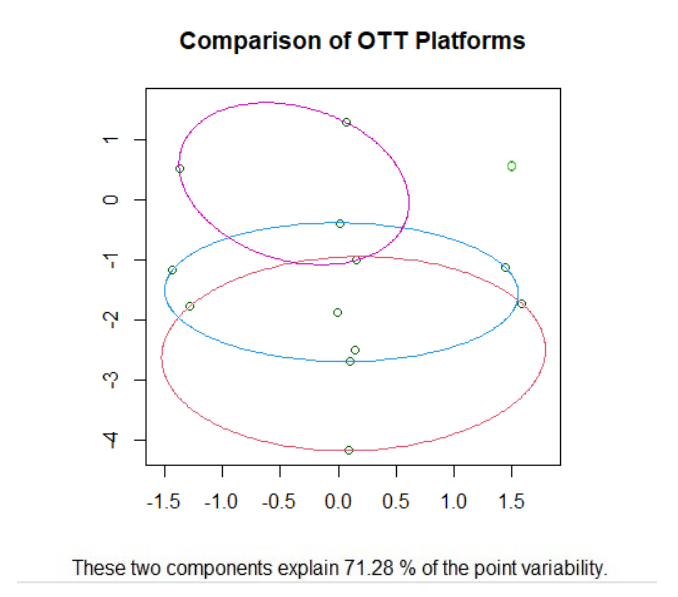 Comparison of OTT Platforms
1
0
-1
-2
-3
-4
-1.5 -1.0 -0.5 0.0 0.5 1.0 1.5
These two components explain 71.28 % of the point variability.